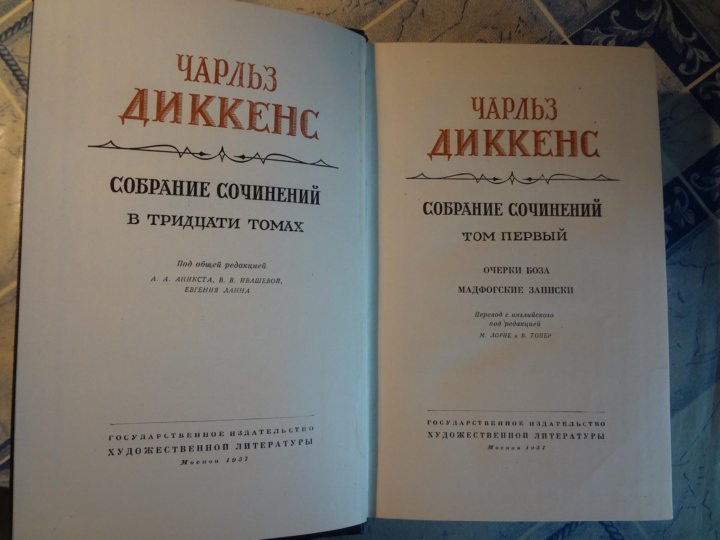 ЧАРЛЬЗ
ДИККЕНС
СОБРАНИЕ СОЧИНЕНИЙ
В ТРИДЦАТИ ТОМАХ
Под общей редакцией
А. А. АНИКСТА, В. В. ИВАШЕВОЙ,
ЕВГЕНИЯ ЛАННА
ГОСУДАРСТВЕННОЕ ИЗДАТЕЛЬСТВО
ХУДОЖЕСТВЕННОЙ ЛИТЕРАТУРЫ
Москва 1957
ЧАРЛЬЗ
ДИККЕНС
СОБРАНИЕ СОЧИНЕНИЙ
ТОМ ПЕРВЫЙ
ОЧЕРКИ БОЗА
МАДФОГСКИЕ ЗАПИСКИ
Перевод с английского
под редакцией
М. ЛОРИЕ и В. ТОПЕР
ГОСУДАРСТВЕННОЕ ИЗДАТЕЛЬСТВО
ХУДОЖЕСТВЕННОЙ ЛИТЕРАТУРЫ
Москва 1957